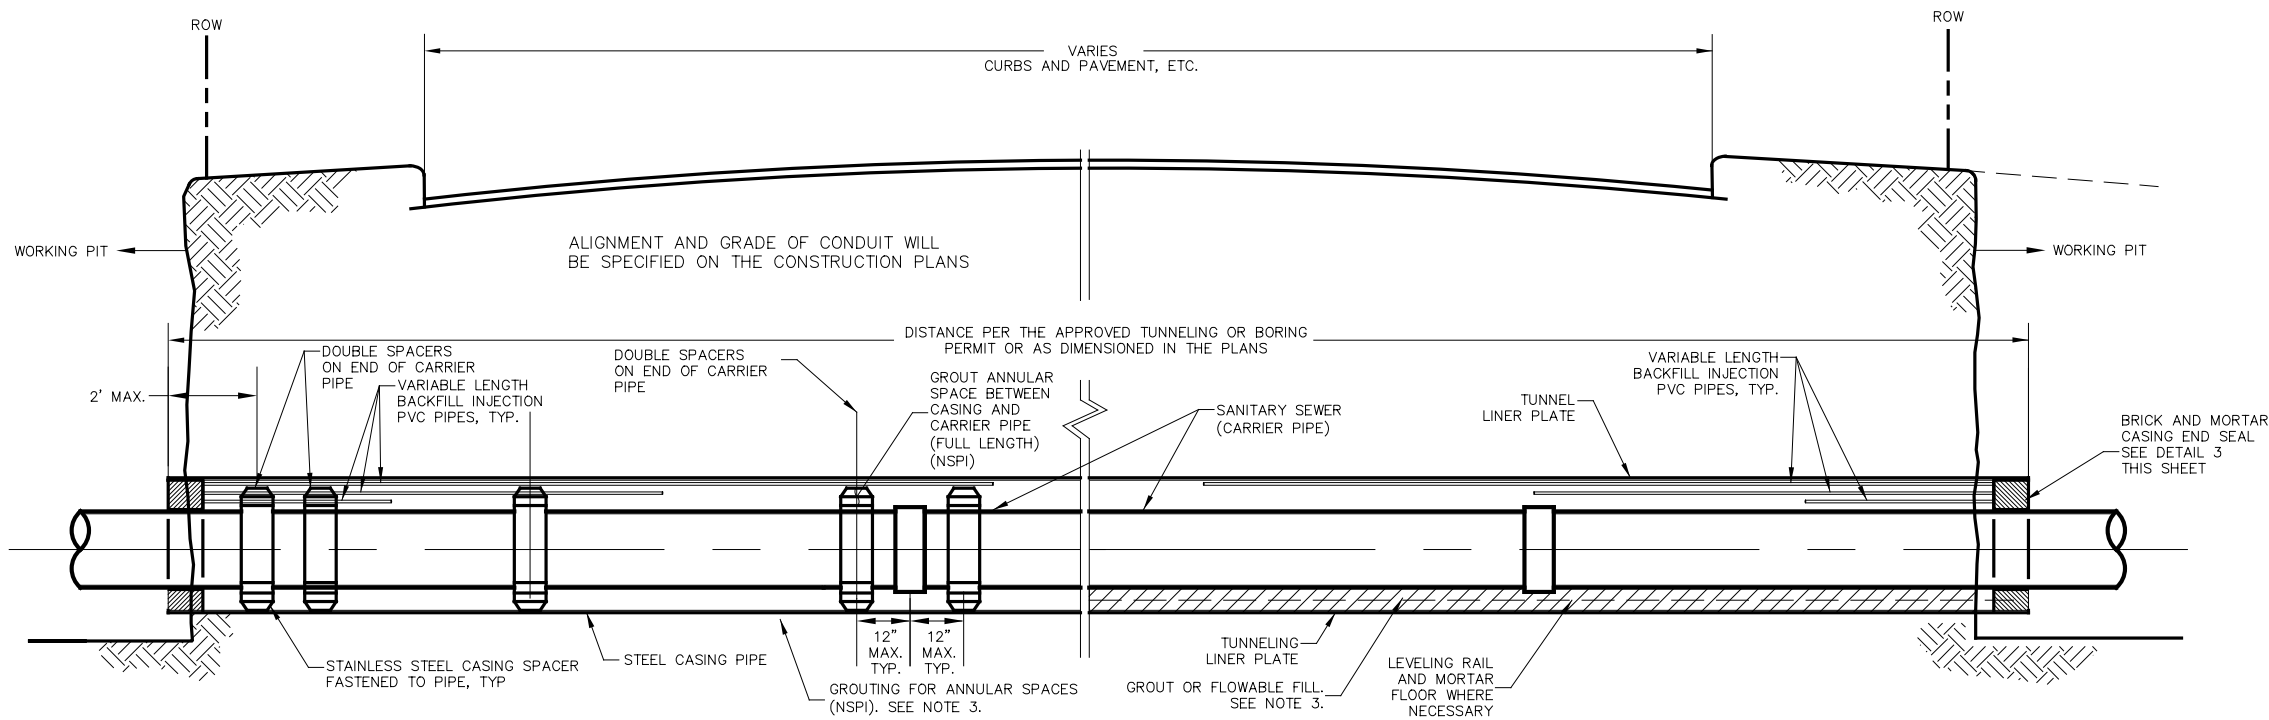 ROW
ROW
VARIES
CURBS AND PAVEMENT, ETC.
WORKING PIT
ALIGNMENT AND GRADE OF CONDUIT WILL
BE SPECIFIED ON THE CONSTRUCTION PLANS
WORKING PIT
DISTANCE PER THE APPROVED TUNNELING OR BORING
PERMIT OR AS DIMENSIONED IN THE PLANS
2' MAX.
DOUBLE SPACERS
ON END OF CARRIER
PIPE
VARIABLE LENGTH
BACKFILL INJECTION
PVC PIPES, TYP.
DOUBLE SPACERS
ON END OF CARRIER
PIPE
GROUT ANNULAR
SPACE BETWEEN
CASING AND
CARRIER PIPE
(FULL LENGTH)
(NSPI)
SANITARY SEWER
(CARRIER PIPE)
TUNNEL
LINER PLATE
VARIABLE LENGTH
BACKFILL INJECTION
PVC PIPES, TYP.
BRICK AND MORTAR
CASING END SEAL
SEE DETAIL 3
THIS SHEET
STAINLESS STEEL CASING SPACER
FASTENED TO PIPE, TYP
STEEL CASING PIPE
12"
MAX.
TYP.
12"
MAX.
TYP.
GROUTING FOR ANNULAR SPACES
(NSPI). SEE NOTE 3.
TUNNELING
LINER PLATE
GROUT OR FLOWABLE FILL.
SEE NOTE 3.
LEVELING RAIL
AND MORTAR
FLOOR WHERE
NECESSARY